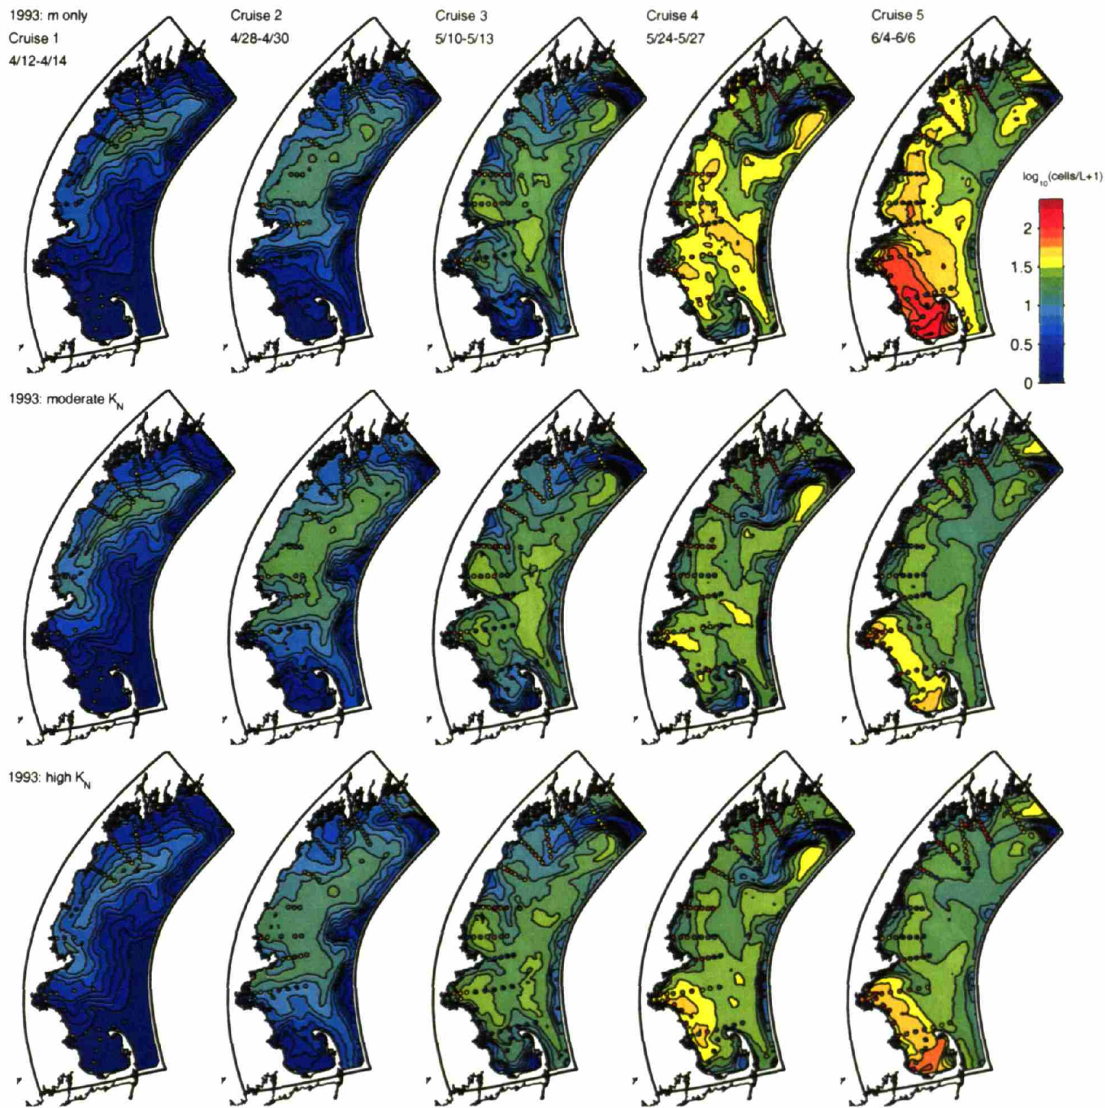 1993: m only
Cruise 1
4/12-4/14
Cruise 2
4/28-4/30
Cruise 3
5/10-5/13
Cruise 4
5/24-5/27
Cruise 5
6/4-6/6
log10(cells/L+1)
2
1.5
1
0.5
0
1993: moderate KN
1993: high KN